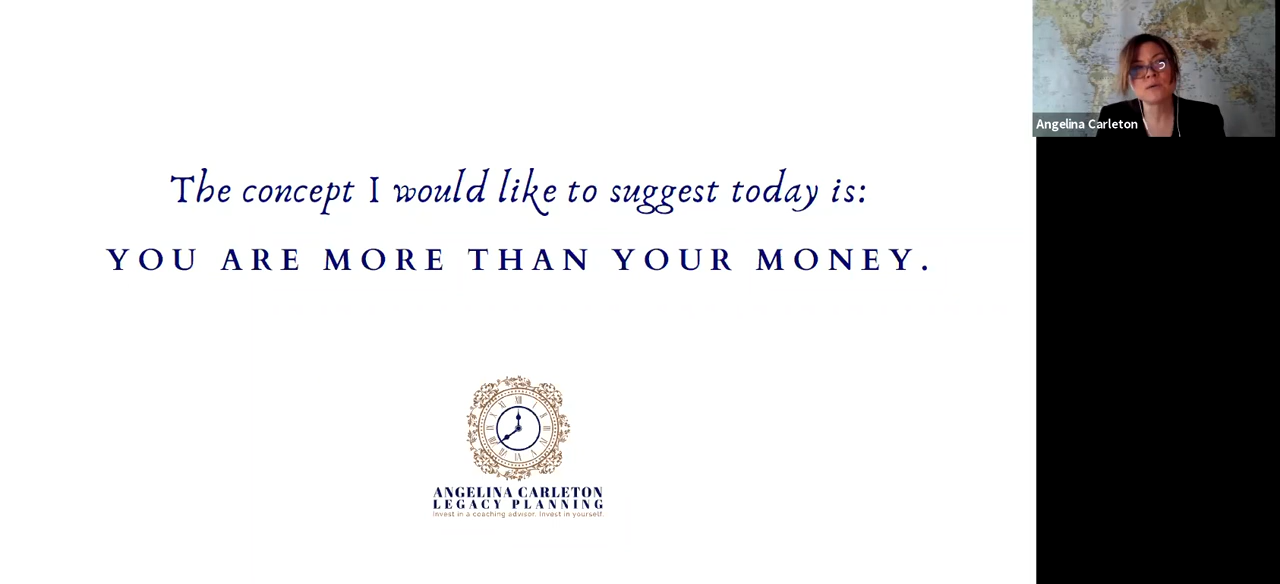 The concept I would like to suggest today is:
YOU ARE MORE THAN YOUR MONEY.
ANGELINA CARLETON
LEGACY PLANNING
Invest in a coaching advisor. Invest in yourself.
Angelina Carleton